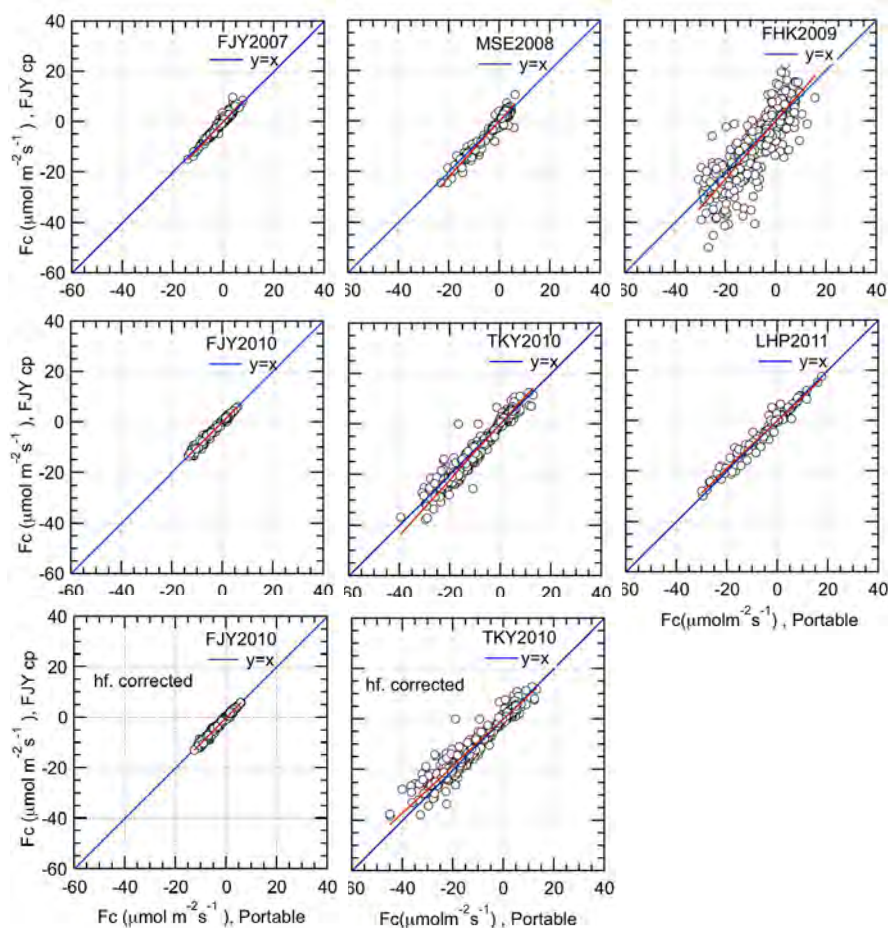 FJY2007
y=x
Fc (μmol m⁻²s⁻¹ ), FJY cp
40
20
0
-20
-40
-60
-60 -40 -20 0 20 40
MSE2008
y=x
60 -40 -20 0 20 40
FHK2009
y=x
60 -40 -20 0 20 40
FJY2010
y=x
Fc (μmol m⁻²s⁻¹ ), FJY cp
40
20
0
-20
-40
-60
-60 -40 -20 0 20 40
TKY2010
y=x
60 -40 -20 0 20 40
LHP2011
y=x
60 -40 -20 0 20 40
Fc(μmolm⁻²s⁻¹) , Portable
FJY2010
y=x
hf. corrected
Fc (μmol m⁻²s⁻¹ ), FJY cp
40
20
0
-20
-40
-60
-60 -40 -20 0 20 40
Fc (μmol m⁻²s⁻¹), Portable
TKY2010
y=x
hf. corrected
60 -40 -20 0 20 40
Fc(μmolm⁻²s⁻¹) , Portable